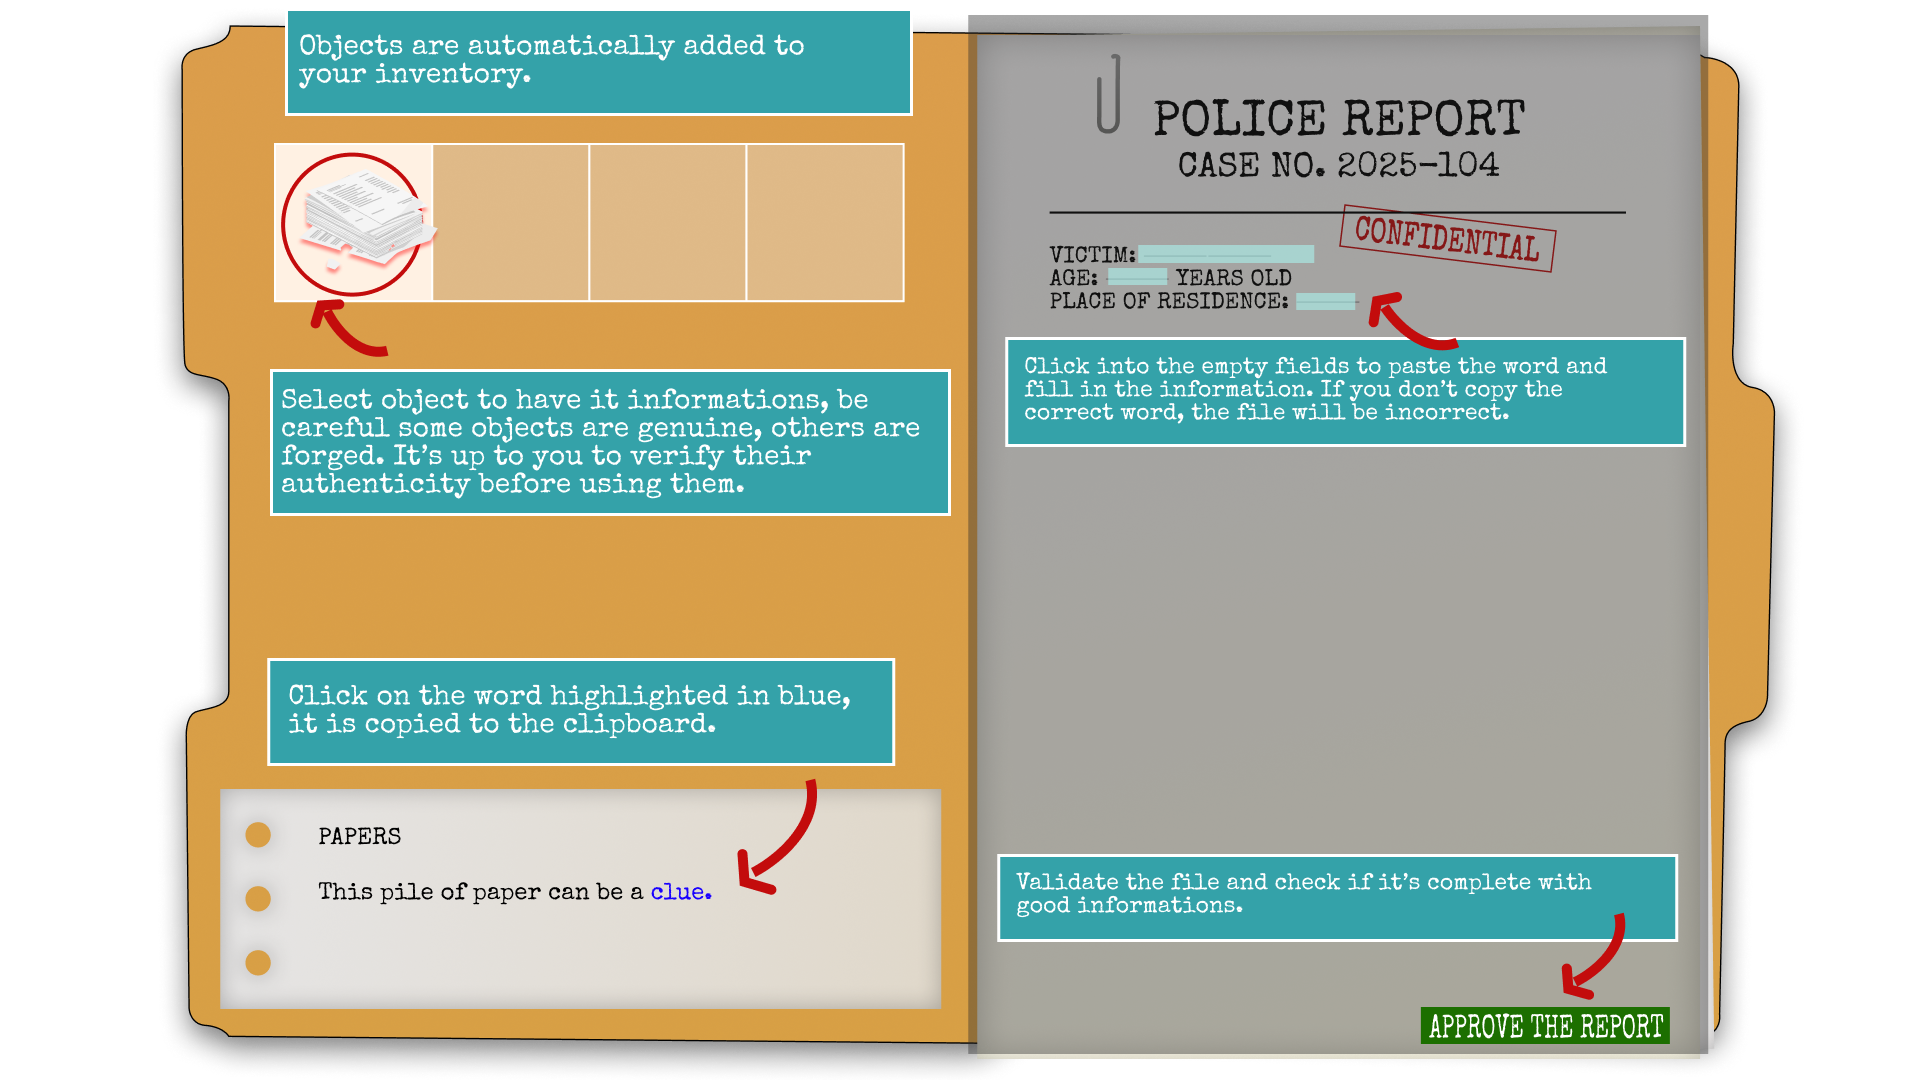 Objects are automatically added to
your inventory.
Select object to have it informations, be
careful some objects are genuine, others are
forged. It's up to you to verify their
authenticity before using them.
Click on the word highlighted in blue,
it is copied to the clipboard.
PAPERS
This pile of paper can be a clue.
POLICE REPORT
CASE NO. 2025-104
CONFIDENTIAL
VICTIM:
AGE: YEARS OLD
PLACE OF RESIDENCE:
Click into the empty fields to paste the word and
fill in the information. If you don't copy the
correct word, the file will be incorrect.
Validate the file and check if it's complete with
good informations.
APPROVE THE REPORT